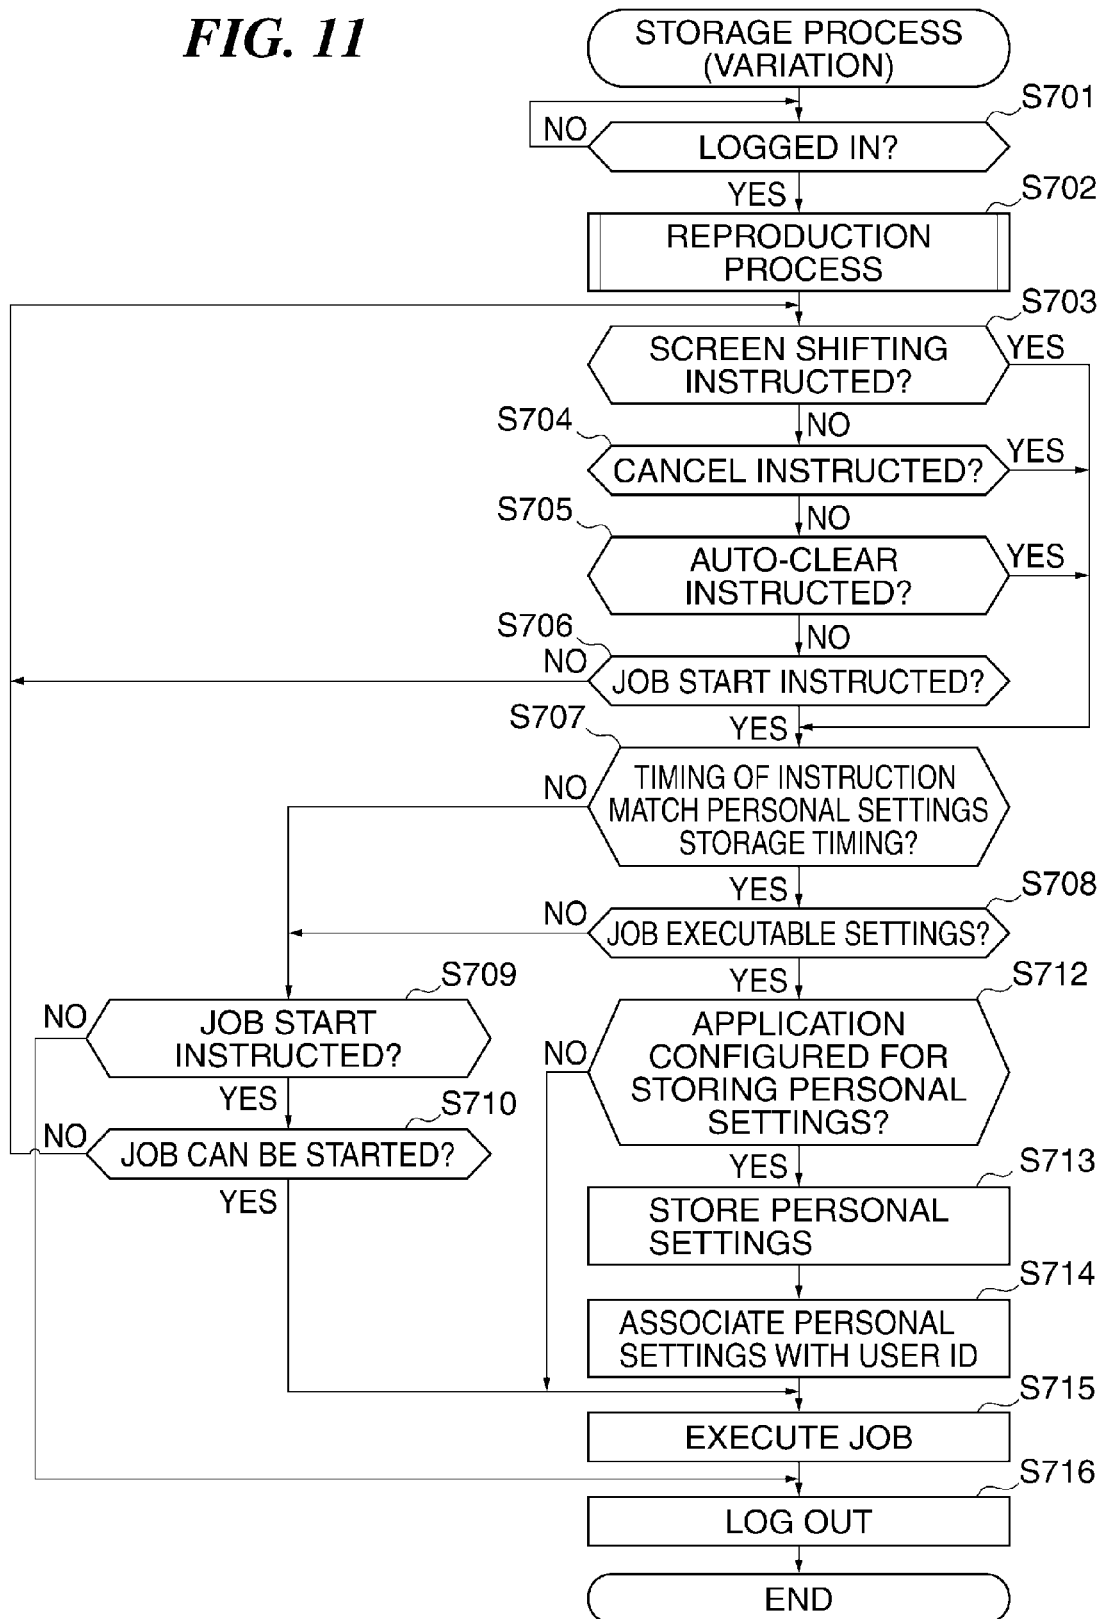 FIG. 11
STORAGE PROCESS
(VARIATION)
S701
NO
LOGGED IN?
YES
S702
REPRODUCTION
PROCESS
S703
SCREEN SHIFTING
INSTRUCTED?
YES
NO
S704
CANCEL INSTRUCTED?
YES
NO
S705
AUTO-CLEAR
INSTRUCTED?
YES
NO
S706
NO
JOB START INSTRUCTED?
YES
S707
NO
TIMING OF INSTRUCTION
MATCH PERSONAL SETTINGS
STORAGE TIMING?
YES
S708
NO
JOB EXECUTABLE SETTINGS?
YES
S709
NO
JOB START
INSTRUCTED?
YES
S710
NO
JOB CAN BE STARTED?
YES
S712
NO
APPLICATION
CONFIGURED FOR
STORING PERSONAL
SETTINGS?
YES
S713
STORE PERSONAL
SETTINGS
S714
ASSOCIATE PERSONAL
SETTINGS WITH USER ID
S715
EXECUTE JOB
S716
LOG OUT
END